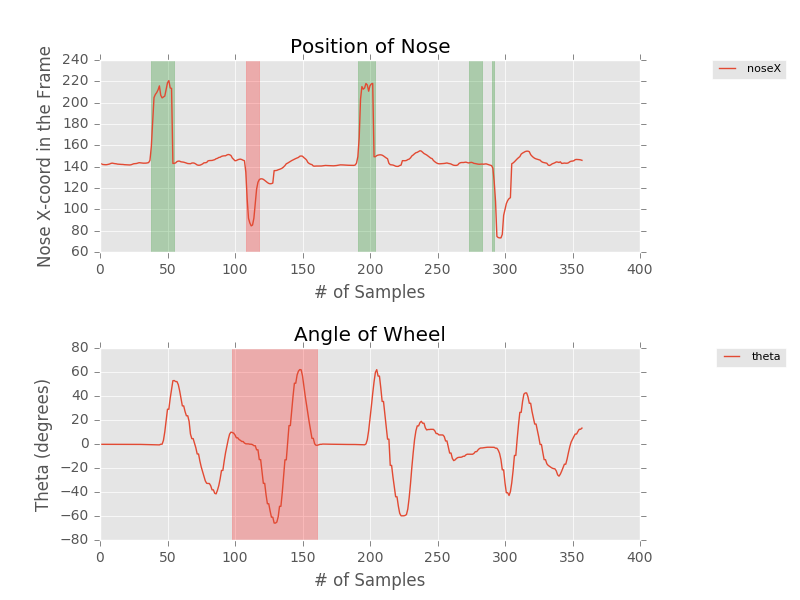 Position of Nose
Nose X-coord in the Frame
240
220
200
180
160
140
120
100
80
60
0 50 100 150 200 250 300 350 400
# of Samples
noseX
Angle of Wheel
Theta (degrees)
80
60
40
20
0
−20
−40
−60
−80
0 50 100 150 200 250 300 350 400
# of Samples
theta